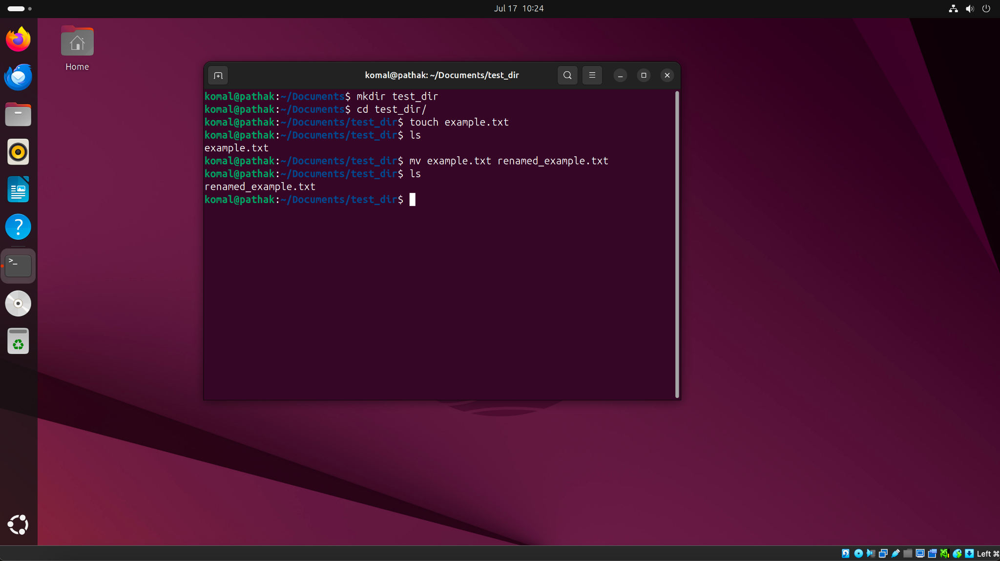 Jul 17 10:24
Home
komal@pathak: ~/Documents/test_dir
komal@pathak:~/Documents$ mkdir test_dir
komal@pathak:~/Documents$ cd test_dir/
komal@pathak:~/Documents/test_dir$ touch example.txt
komal@pathak:~/Documents/test_dir$ ls
example.txt
komal@pathak:~/Documents/test_dir$ mv example.txt renamed_example.txt
komal@pathak:~/Documents/test_dir$ ls
renamed_example.txt
komal@pathak:~/Documents/test_dir$
Left ⌘